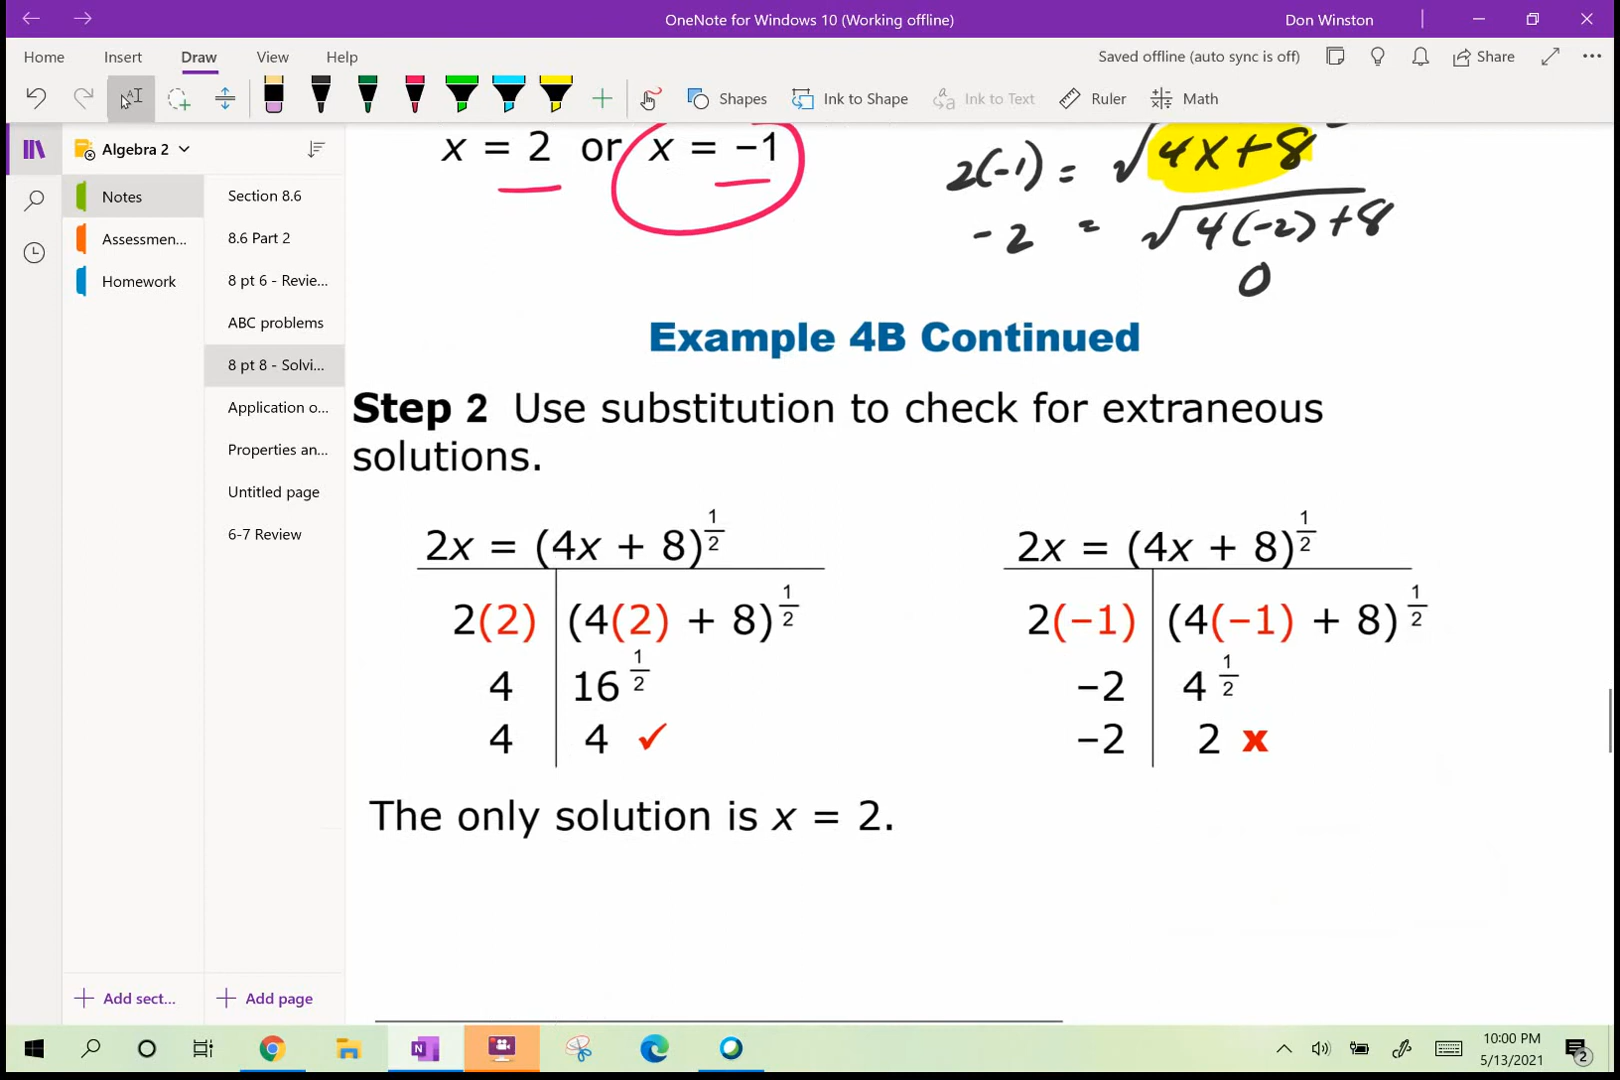 OneNote for Windows 10 (Working offline)
Don Winston
Home Insert Draw View Help
Saved offline (auto sync is off)
Share
Shapes
Ink to Shape
Ink to Text
Ruler
Math
Algebra 2
Notes
Assessmen...
Homework
Section 8.6
8.6 Part 2
8 pt 6 - Revie...
ABC problems
8 pt 8 - Solvi...
Application o...
Properties an...
Untitled page
6-7 Review
Add sect...
Add page
x = 2 or x = −1
2(-1) = √4x+8
-2 = √4(-2)+8
0
Example 4B Continued
Step 2 Use substitution to check for extraneous
solutions.
2x = (4x + 8)^(1/2)
2(2) (4(2) + 8)^(1/2)
4 16^(1/2)
4 4 ✓
2x = (4x + 8)^(1/2)
2(−1) (4(−1) + 8)^(1/2)
−2 4^(1/2)
−2 2 x
The only solution is x = 2.
10:00 PM
5/13/2021
2